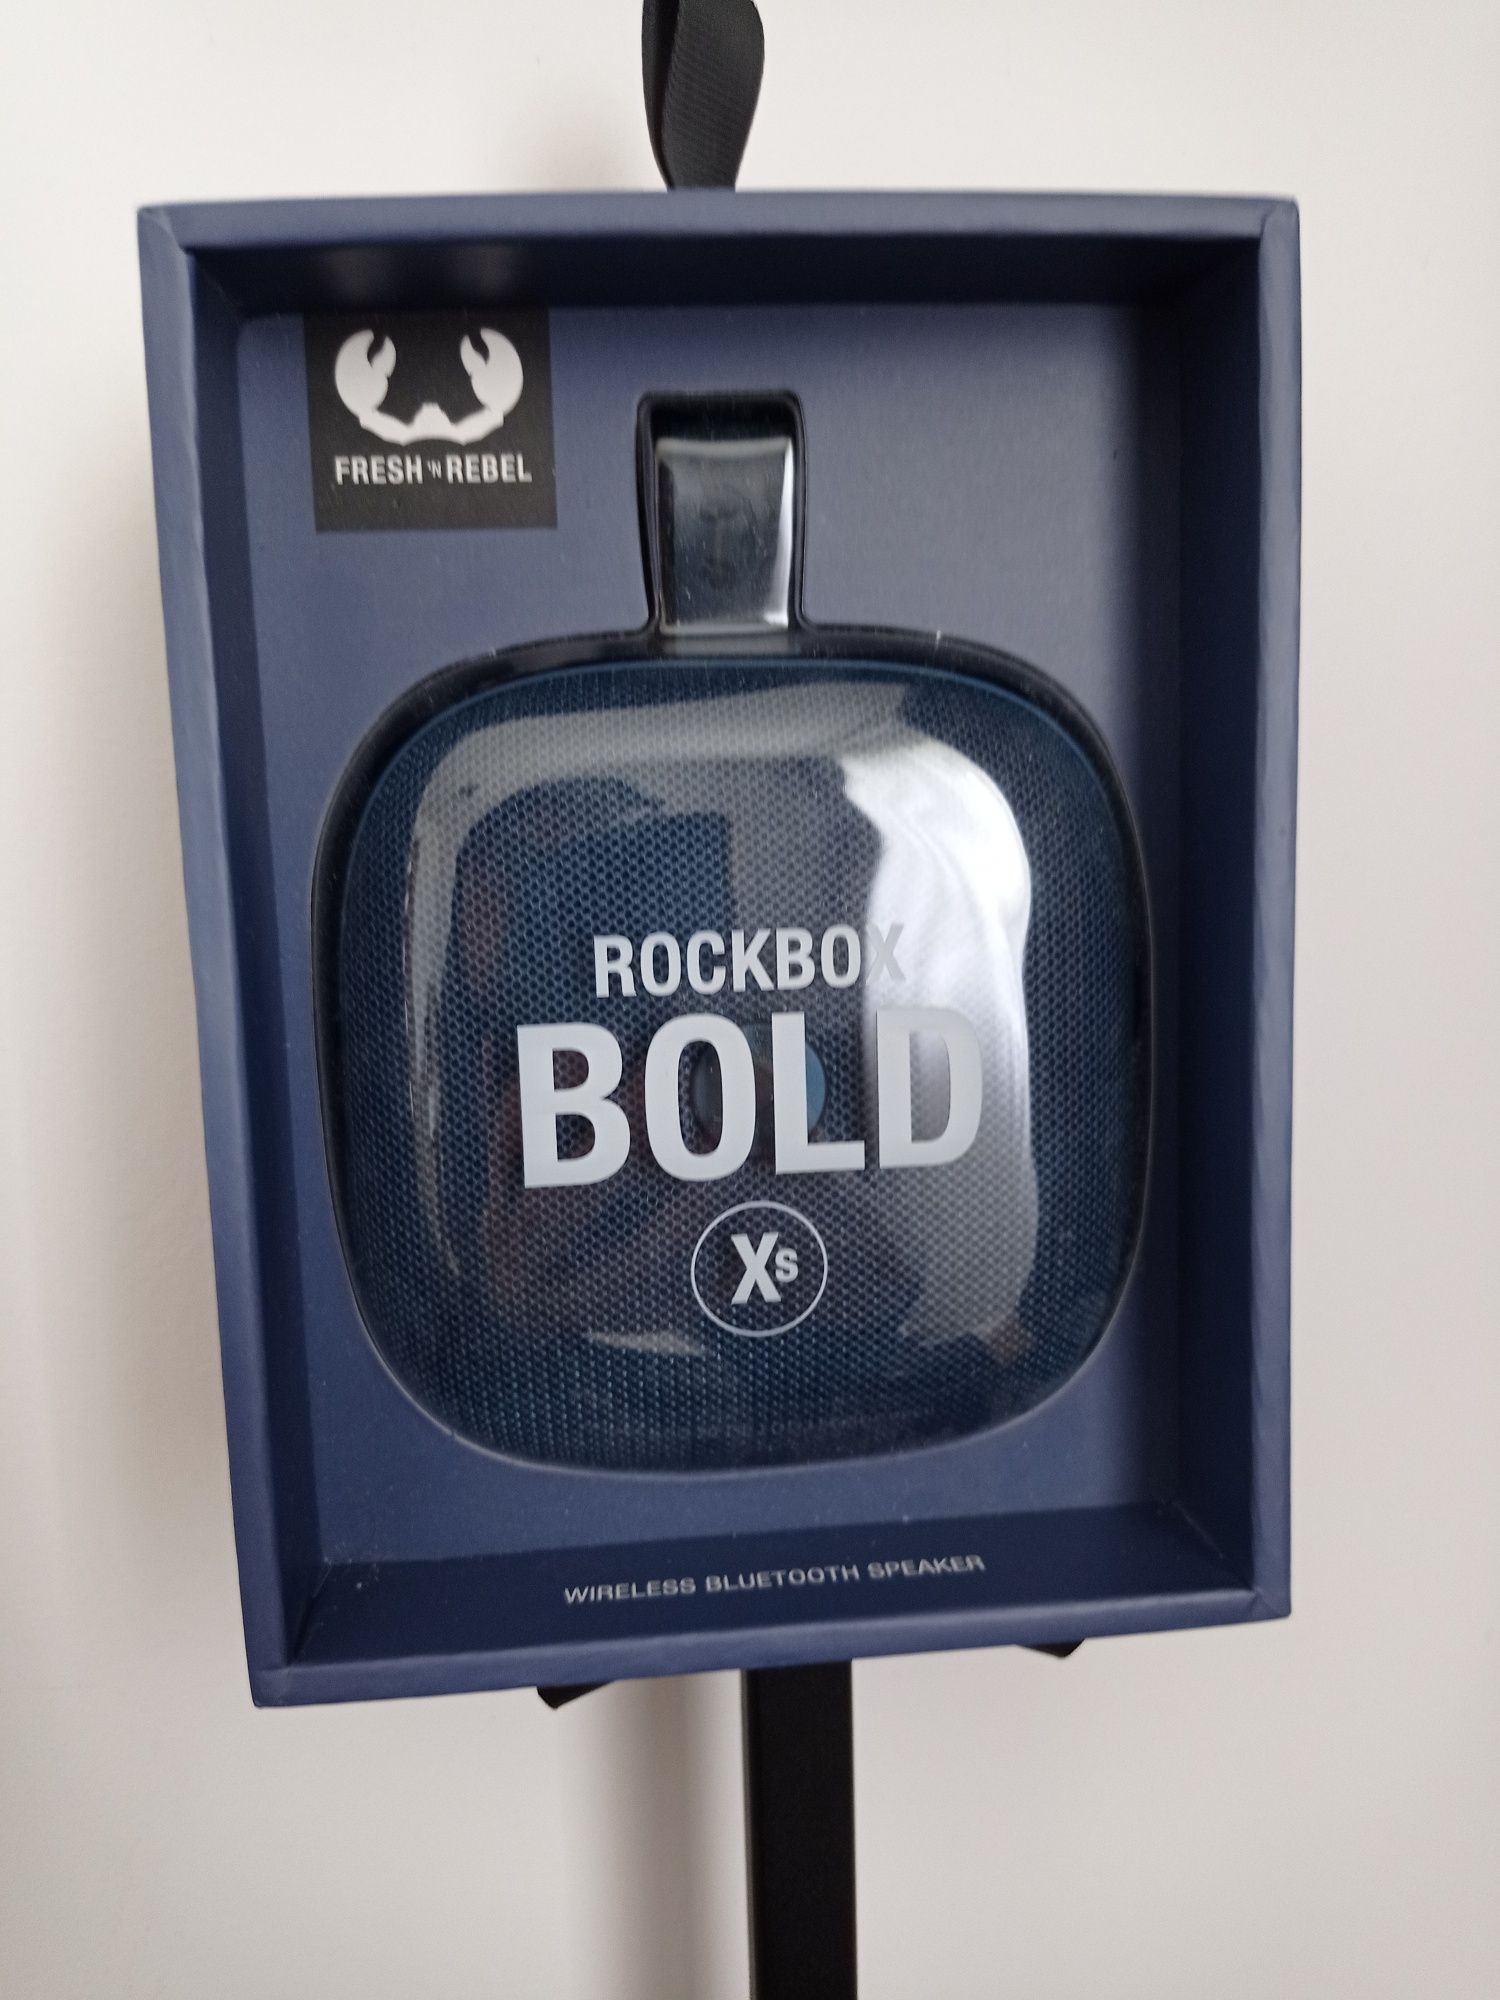 FRESH 'N REBEL
ROCKBOX
BOLD
Xs
WIRELESS BLUETOOTH SPEAKER